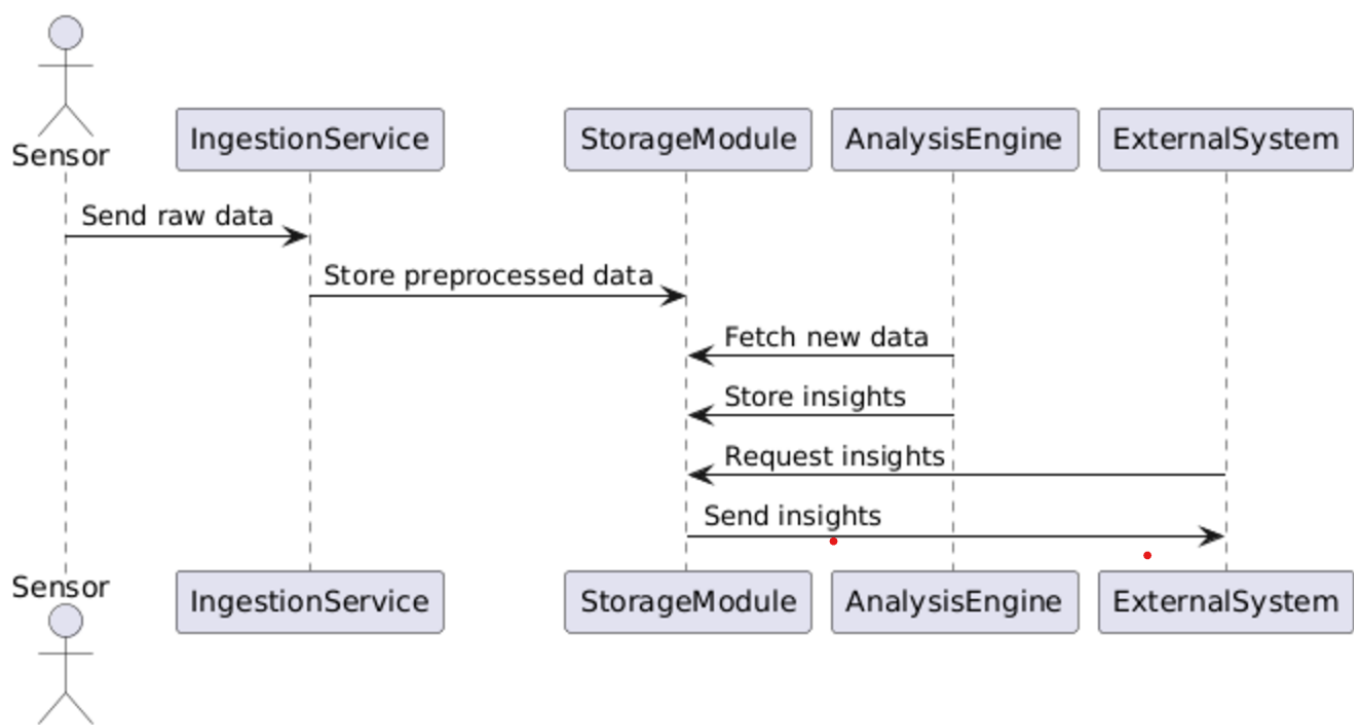 Sensor
IngestionService
StorageModule
AnalysisEngine
ExternalSystem
Send raw data
Store preprocessed data
Fetch new data
Store insights
Request insights
Send insights
Sensor
IngestionService
StorageModule
AnalysisEngine
ExternalSystem